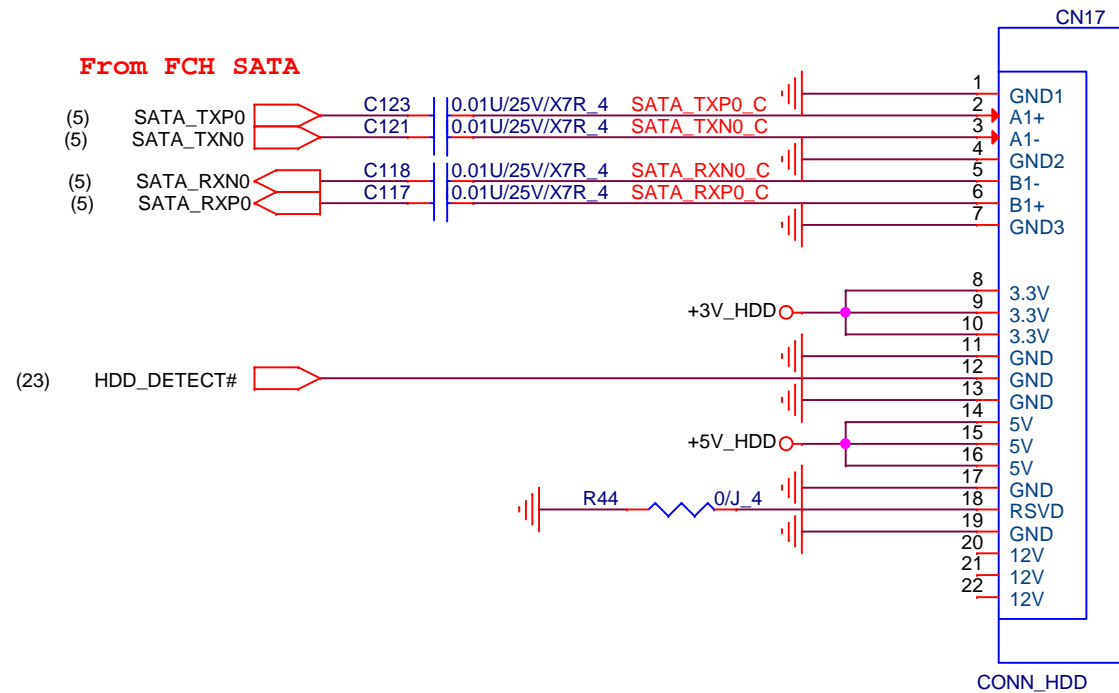 CN17
From FCH SATA
1 GND1
(5) SATA_TXP0 C123 0.01U/25V/X7R_4 SATA_TXP0_C 2 A1+
(5) SATA_TXN0 C121 0.01U/25V/X7R_4 SATA_TXN0_C 3 A1-
4 GND2
(5) SATA_RXN0 C118 0.01U/25V/X7R_4 SATA_RXN0_C 5 B1-
(5) SATA_RXP0 C117 0.01U/25V/X7R_4 SATA_RXP0_C 6 B1+
7 GND3
8 3.3V
+3V_HDD 9 3.3V
10 3.3V
11 GND
(23) HDD_DETECT# 12 GND
13 GND
14 5V
+5V_HDD 15 5V
16 5V
17 GND
R44 0/J_4 18 RSVD
19 GND
20 12V
21 12V
22 12V
CONN_HDD